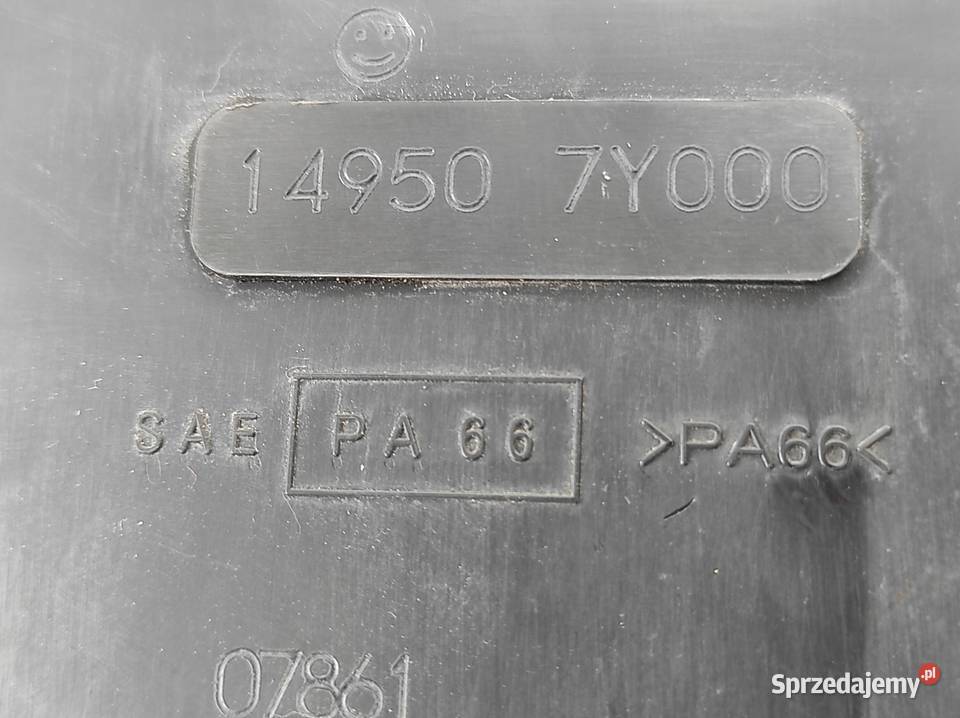 14950 7Y000
SAE PA 66 >PA66<
07861
Sprzedajemy.pl